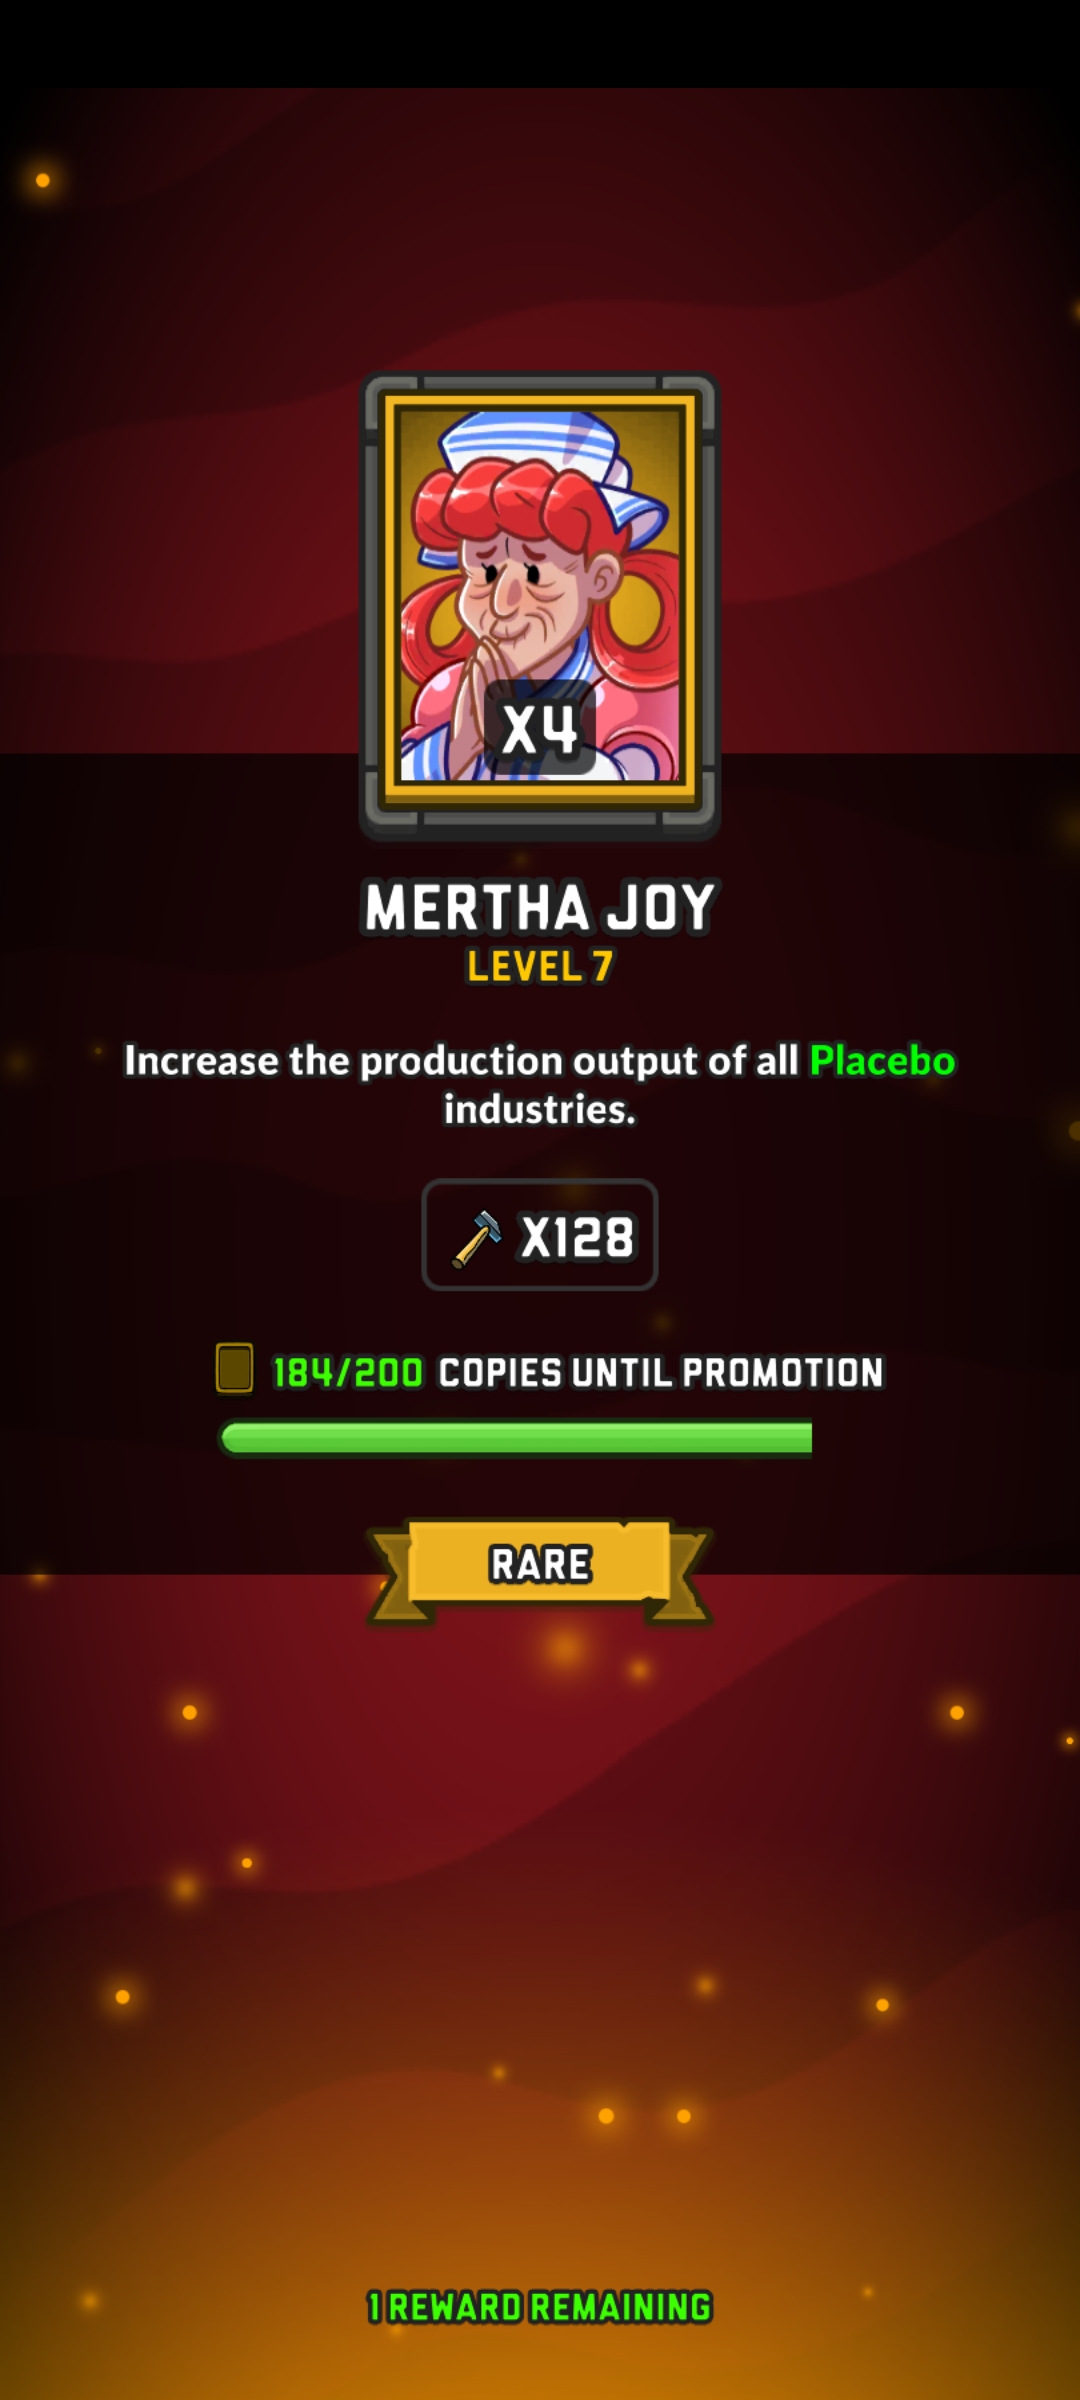 X4
MERTHA JOY
LEVEL 7
Increase the production output of all Placebo
industries.
X128
184/200 COPIES UNTIL PROMOTION
RARE
1 REWARD REMAINING